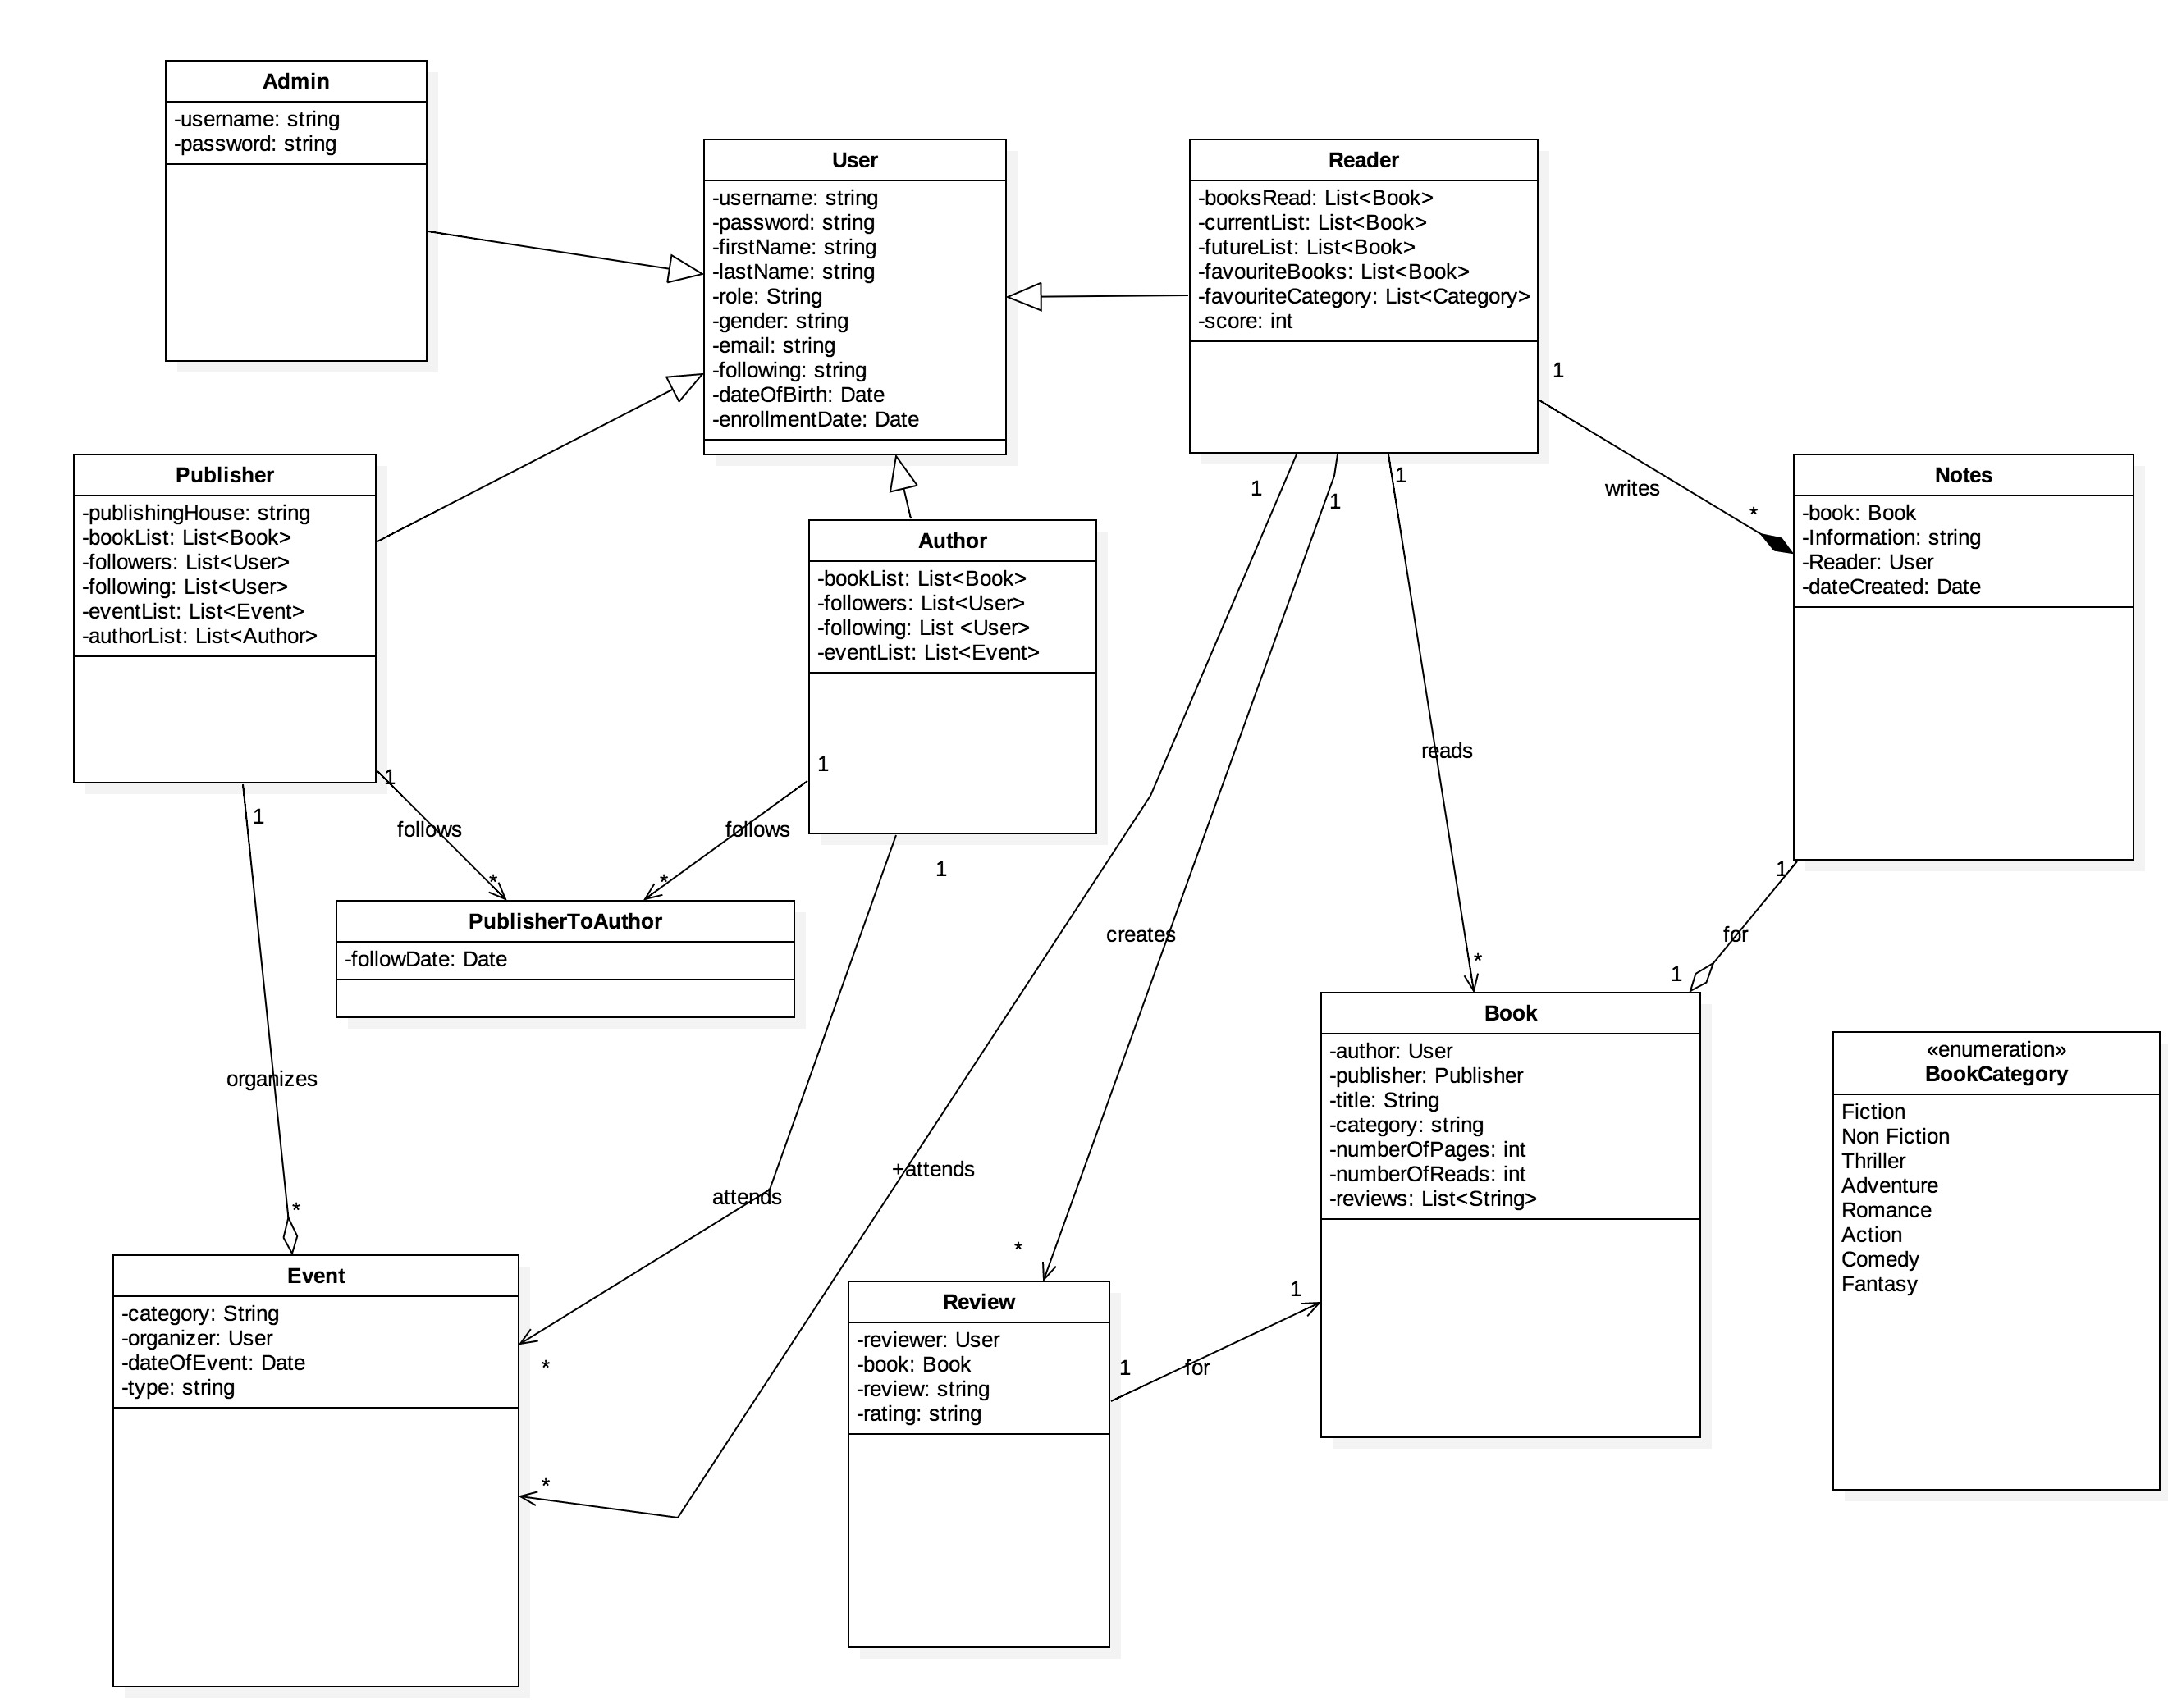 Admin
-username: string
-password: string
User
-username: string
-password: string
-firstName: string
-lastName: string
-role: String
-gender: string
-email: string
-following: string
-dateOfBirth: Date
-enrollmentDate: Date
Reader
-booksRead: List<Book>
-currentList: List<Book>
-futureList: List<Book>
-favouriteBooks: List<Book>
-favouriteCategory: List<Category>
-score: int
1
writes
*
Publisher
-publishingHouse: string
-bookList: List<Book>
-followers: List<User>
-following: List<User>
-eventList: List<Event>
-authorList: List<Author>
Author
-bookList: List<Book>
-followers: List<User>
-following: List <User>
-eventList: List<Event>
1
1
1
Notes
-book: Book
-Information: string
-Reader: User
-dateCreated: Date
reads
1
1
1
follows
follows
*
*
1
1
PublisherToAuthor
-followDate: Date
creates
for
*
1
Book
-author: User
-publisher: Publisher
-title: String
-category: string
-numberOfPages: int
-numberOfReads: int
-reviews: List<String>
«enumeration»
BookCategory
Fiction
Non Fiction
Thriller
Adventure
Romance
Action
Comedy
Fantasy
organizes
+attends
attends
*
*
1
Event
-category: String
-organizer: User
-dateOfEvent: Date
-type: string
*
*
Review
-reviewer: User
-book: Book
-review: string
-rating: string
1
for